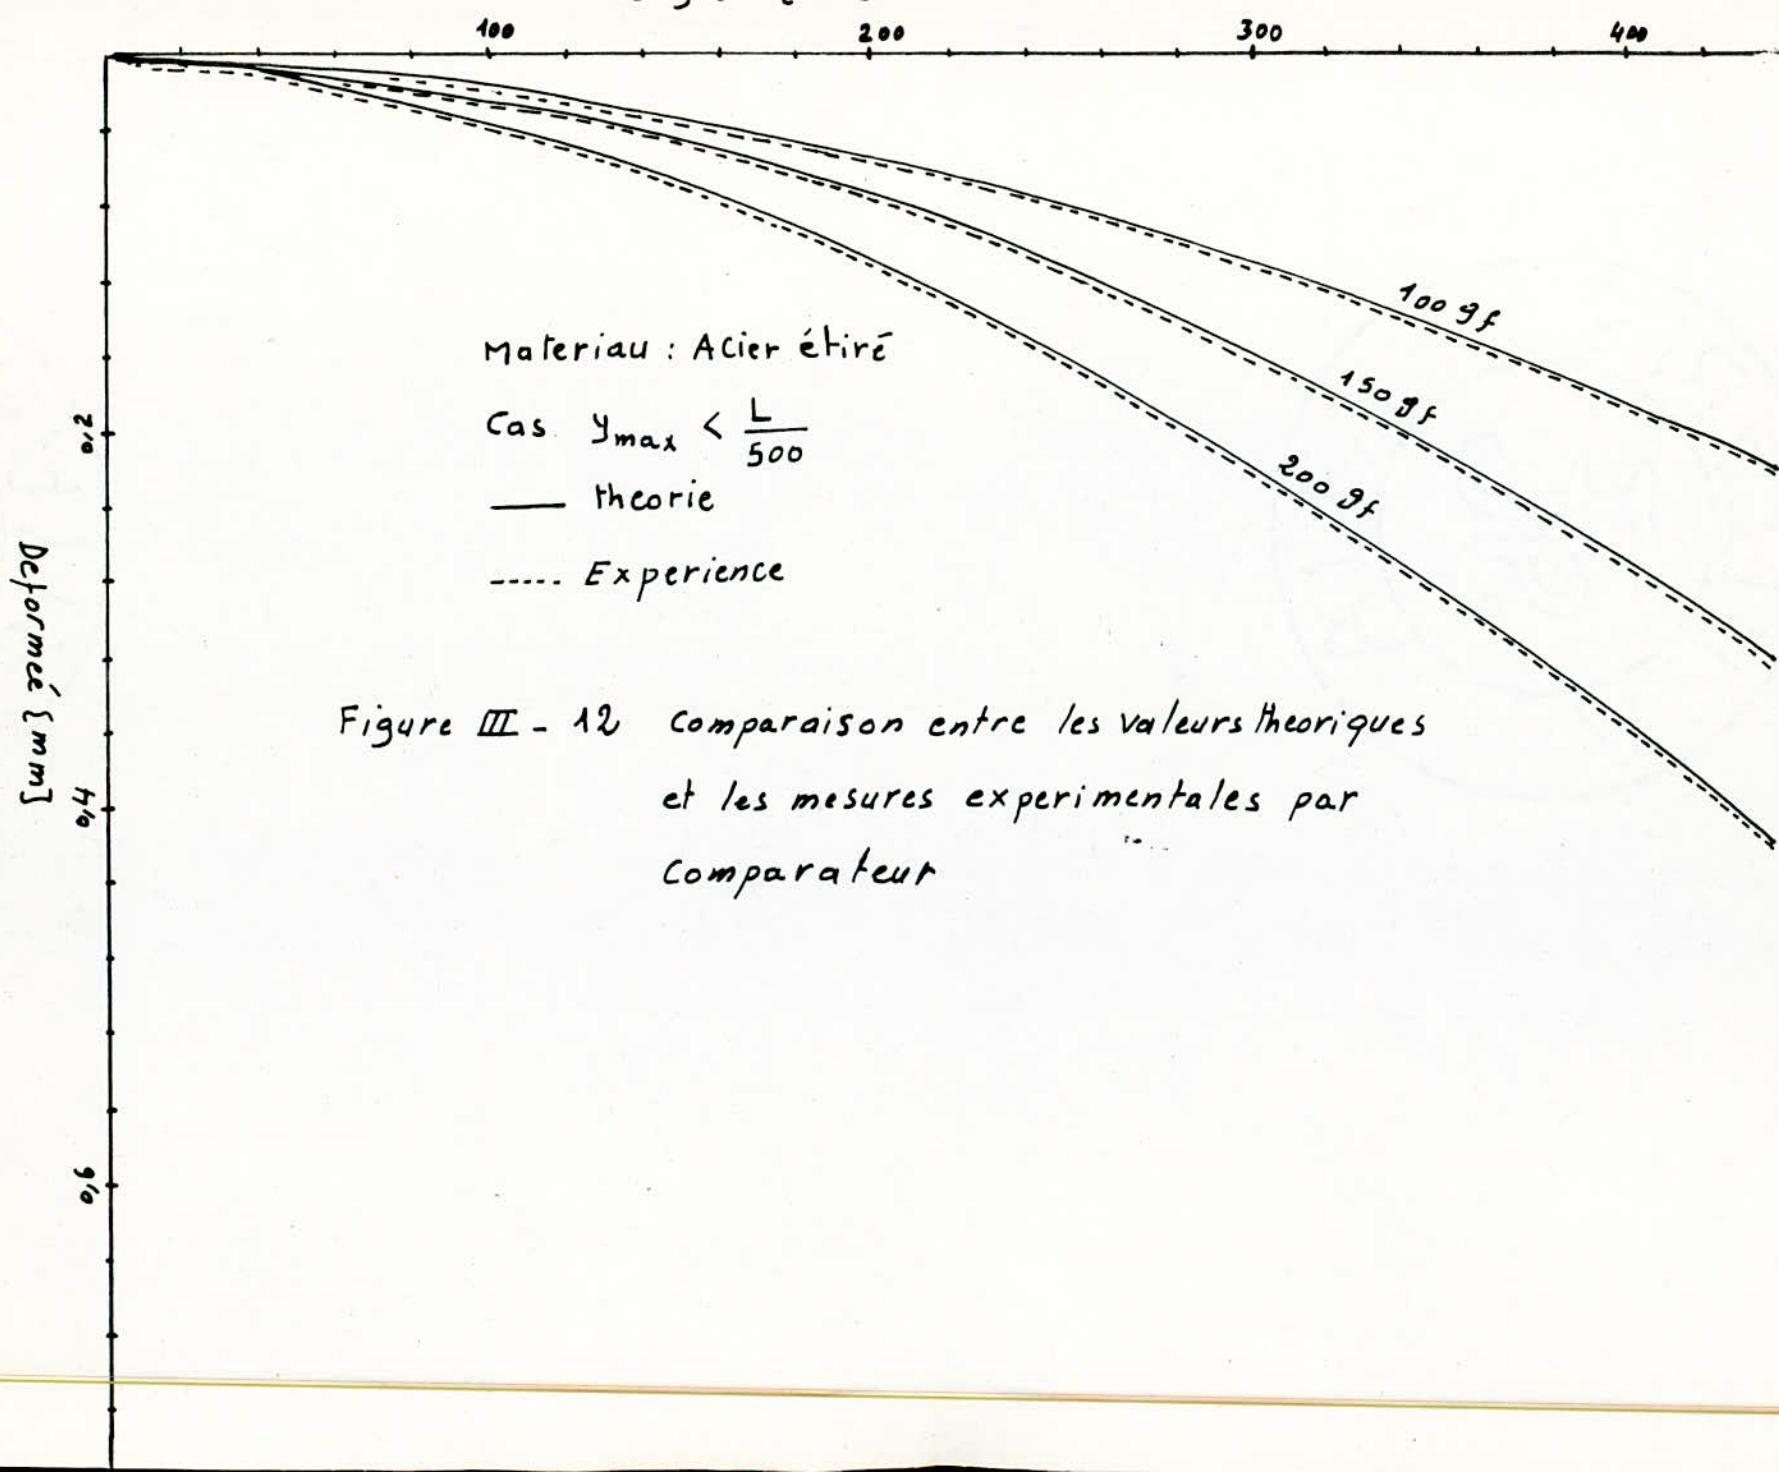 100 200 300 400
100 gf
150 gf
200 gf
Materiau : Acier étiré
Cas ymax < L/500
theorie
Experience
Figure III - 12 Comparaison entre les valeurs theoriques
et les mesures experimentales par
Comparateur
Deformeé [mm]
0,2
0,4
0,6